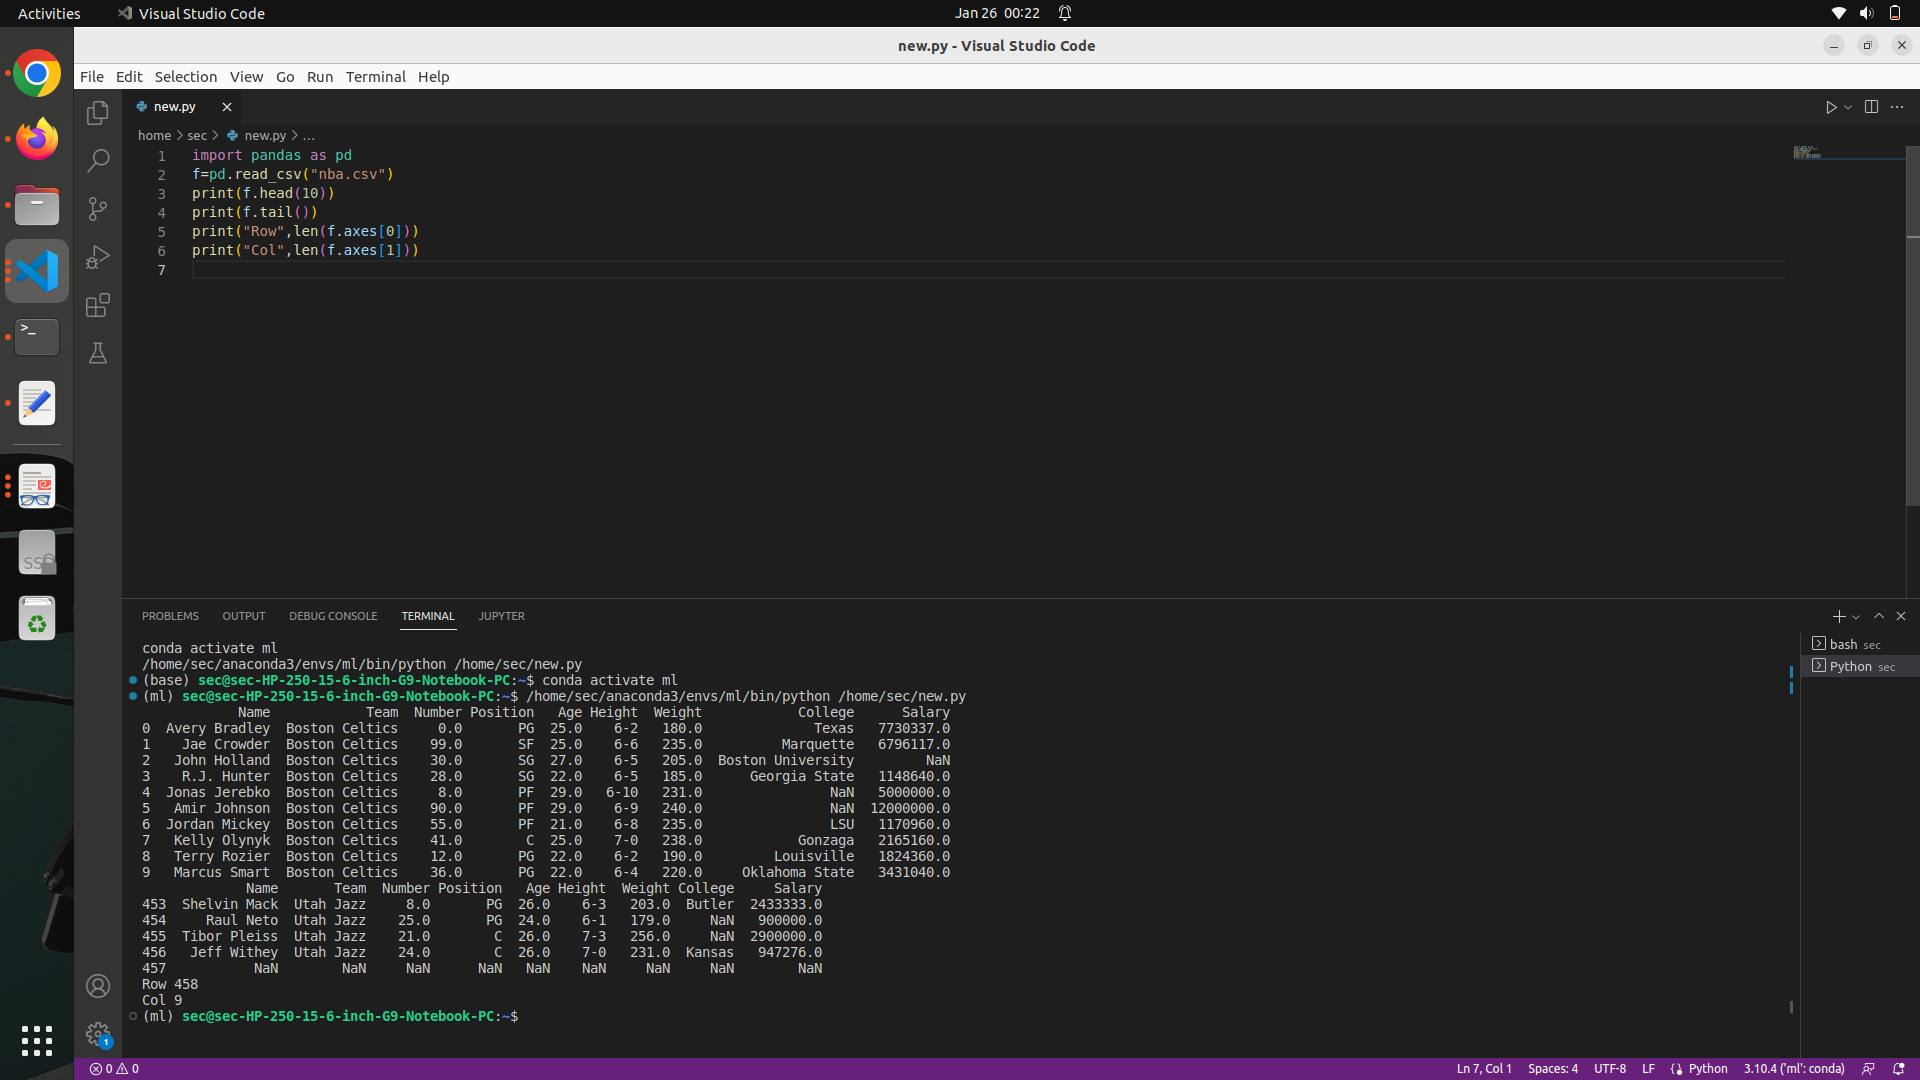 Activities Visual Studio Code Jan 26 00:22
new.py - Visual Studio Code
File Edit Selection View Go Run Terminal Help
new.py
home > sec > new.py > ...
1 import pandas as pd
2 f=pd.read_csv("nba.csv")
3 print(f.head(10))
4 print(f.tail())
5 print("Row",len(f.axes[0]))
6 print("Col",len(f.axes[1]))
7
PROBLEMS OUTPUT DEBUG CONSOLE TERMINAL JUPYTER
bash sec
Python sec
conda activate ml
/home/sec/anaconda3/envs/ml/bin/python /home/sec/new.py
(base) sec@sec-HP-250-15-6-inch-G9-Notebook-PC:~$ conda activate ml
(ml) sec@sec-HP-250-15-6-inch-G9-Notebook-PC:~$ /home/sec/anaconda3/envs/ml/bin/python /home/sec/new.py
Name Team Number Position Age Height Weight College Salary
0 Avery Bradley Boston Celtics 0.0 PG 25.0 6-2 180.0 Texas 7730337.0
1 Jae Crowder Boston Celtics 99.0 SF 25.0 6-6 235.0 Marquette 6796117.0
2 John Holland Boston Celtics 30.0 SG 27.0 6-5 205.0 Boston University NaN
3 R.J. Hunter Boston Celtics 28.0 SG 22.0 6-5 185.0 Georgia State 1148640.0
4 Jonas Jerebko Boston Celtics 8.0 PF 29.0 6-10 231.0 NaN 5000000.0
5 Amir Johnson Boston Celtics 90.0 PF 29.0 6-9 240.0 NaN 12000000.0
6 Jordan Mickey Boston Celtics 55.0 PF 21.0 6-8 235.0 LSU 1170960.0
7 Kelly Olynyk Boston Celtics 41.0 C 25.0 7-0 238.0 Gonzaga 2165160.0
8 Terry Rozier Boston Celtics 12.0 PG 22.0 6-2 190.0 Louisville 1824360.0
9 Marcus Smart Boston Celtics 36.0 PG 22.0 6-4 220.0 Oklahoma State 3431040.0
Name Team Number Position Age Height Weight College Salary
453 Shelvin Mack Utah Jazz 8.0 PG 26.0 6-3 203.0 Butler 2433333.0
454 Raul Neto Utah Jazz 25.0 PG 24.0 6-1 179.0 NaN 900000.0
455 Tibor Pleiss Utah Jazz 21.0 C 26.0 7-3 256.0 NaN 2900000.0
456 Jeff Withey Utah Jazz 24.0 C 26.0 7-0 231.0 Kansas 947276.0
457 NaN NaN NaN NaN NaN NaN NaN NaN NaN
Row 458
Col 9
(ml) sec@sec-HP-250-15-6-inch-G9-Notebook-PC:~$
1
0 0 Ln 7, Col 1 Spaces: 4 UTF-8 LF Python 3.10.4 ('ml': conda)